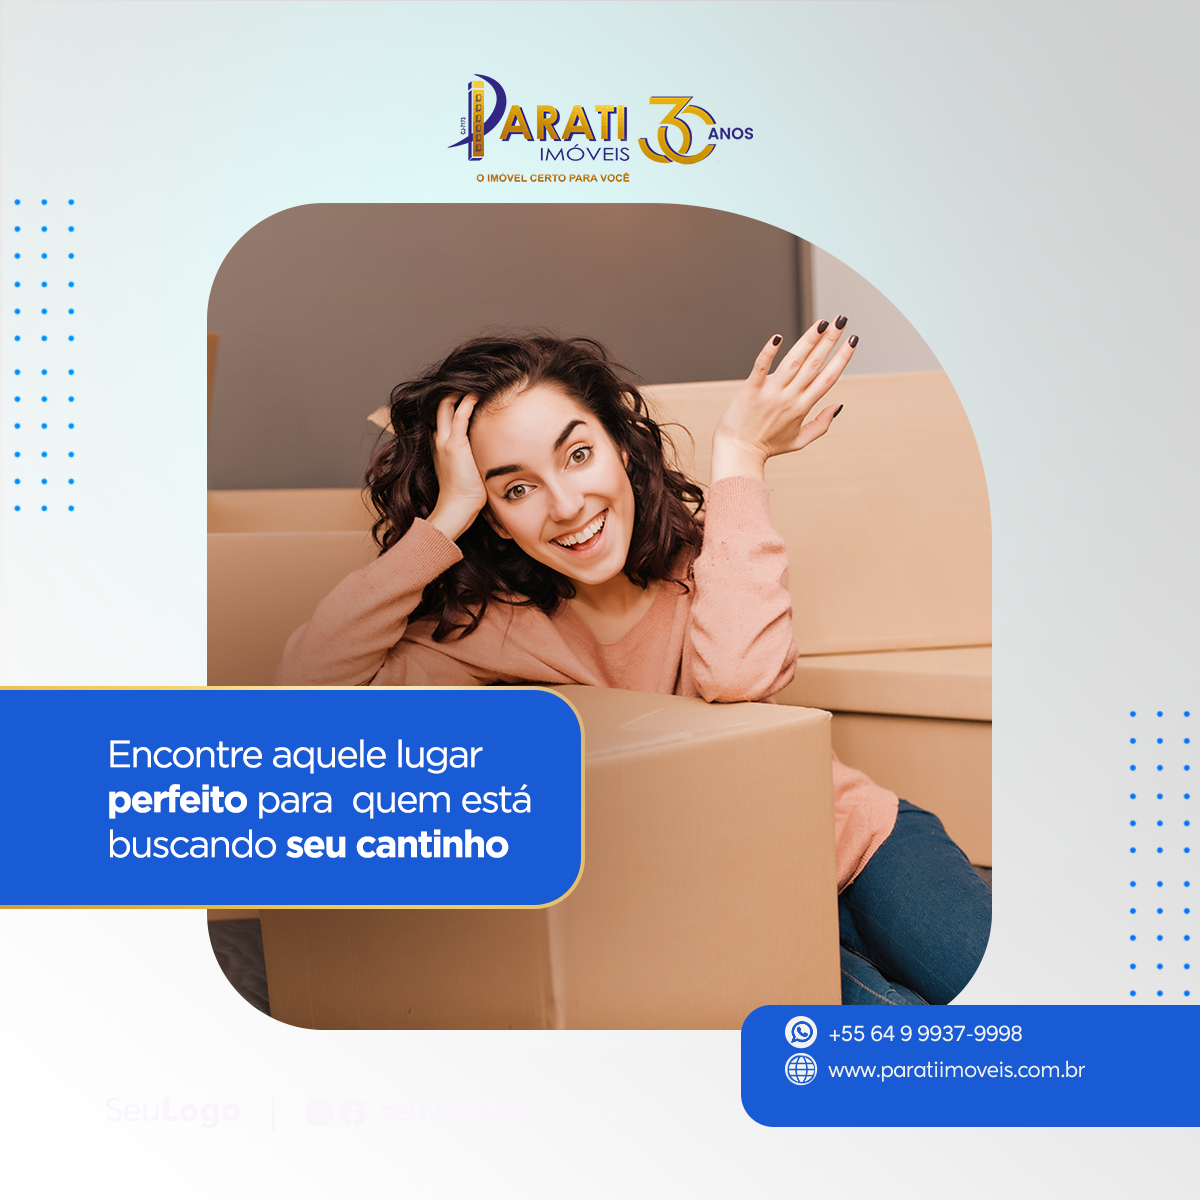 PARATI
IMÓVEIS
30 ANOS
O IMÓVEL CERTO PARA VOCÊ
Encontre aquele lugar
perfeito para quem está
buscando seu cantinho
+55 64 9 9937-9998
www.paratiimoveis.com.br
SeuLogo